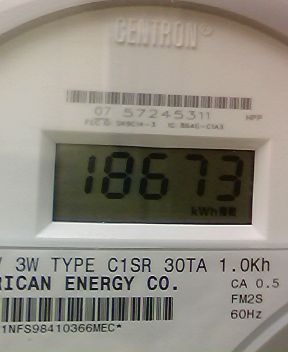 CENTRON®
07 57245311 HPP
18673
kWh
V 3W TYPE C1SR 30TA 1.0Kh
RICAN ENERGY CO. CA 0.5
FM2S
1NFS98410366MEC* 60Hz